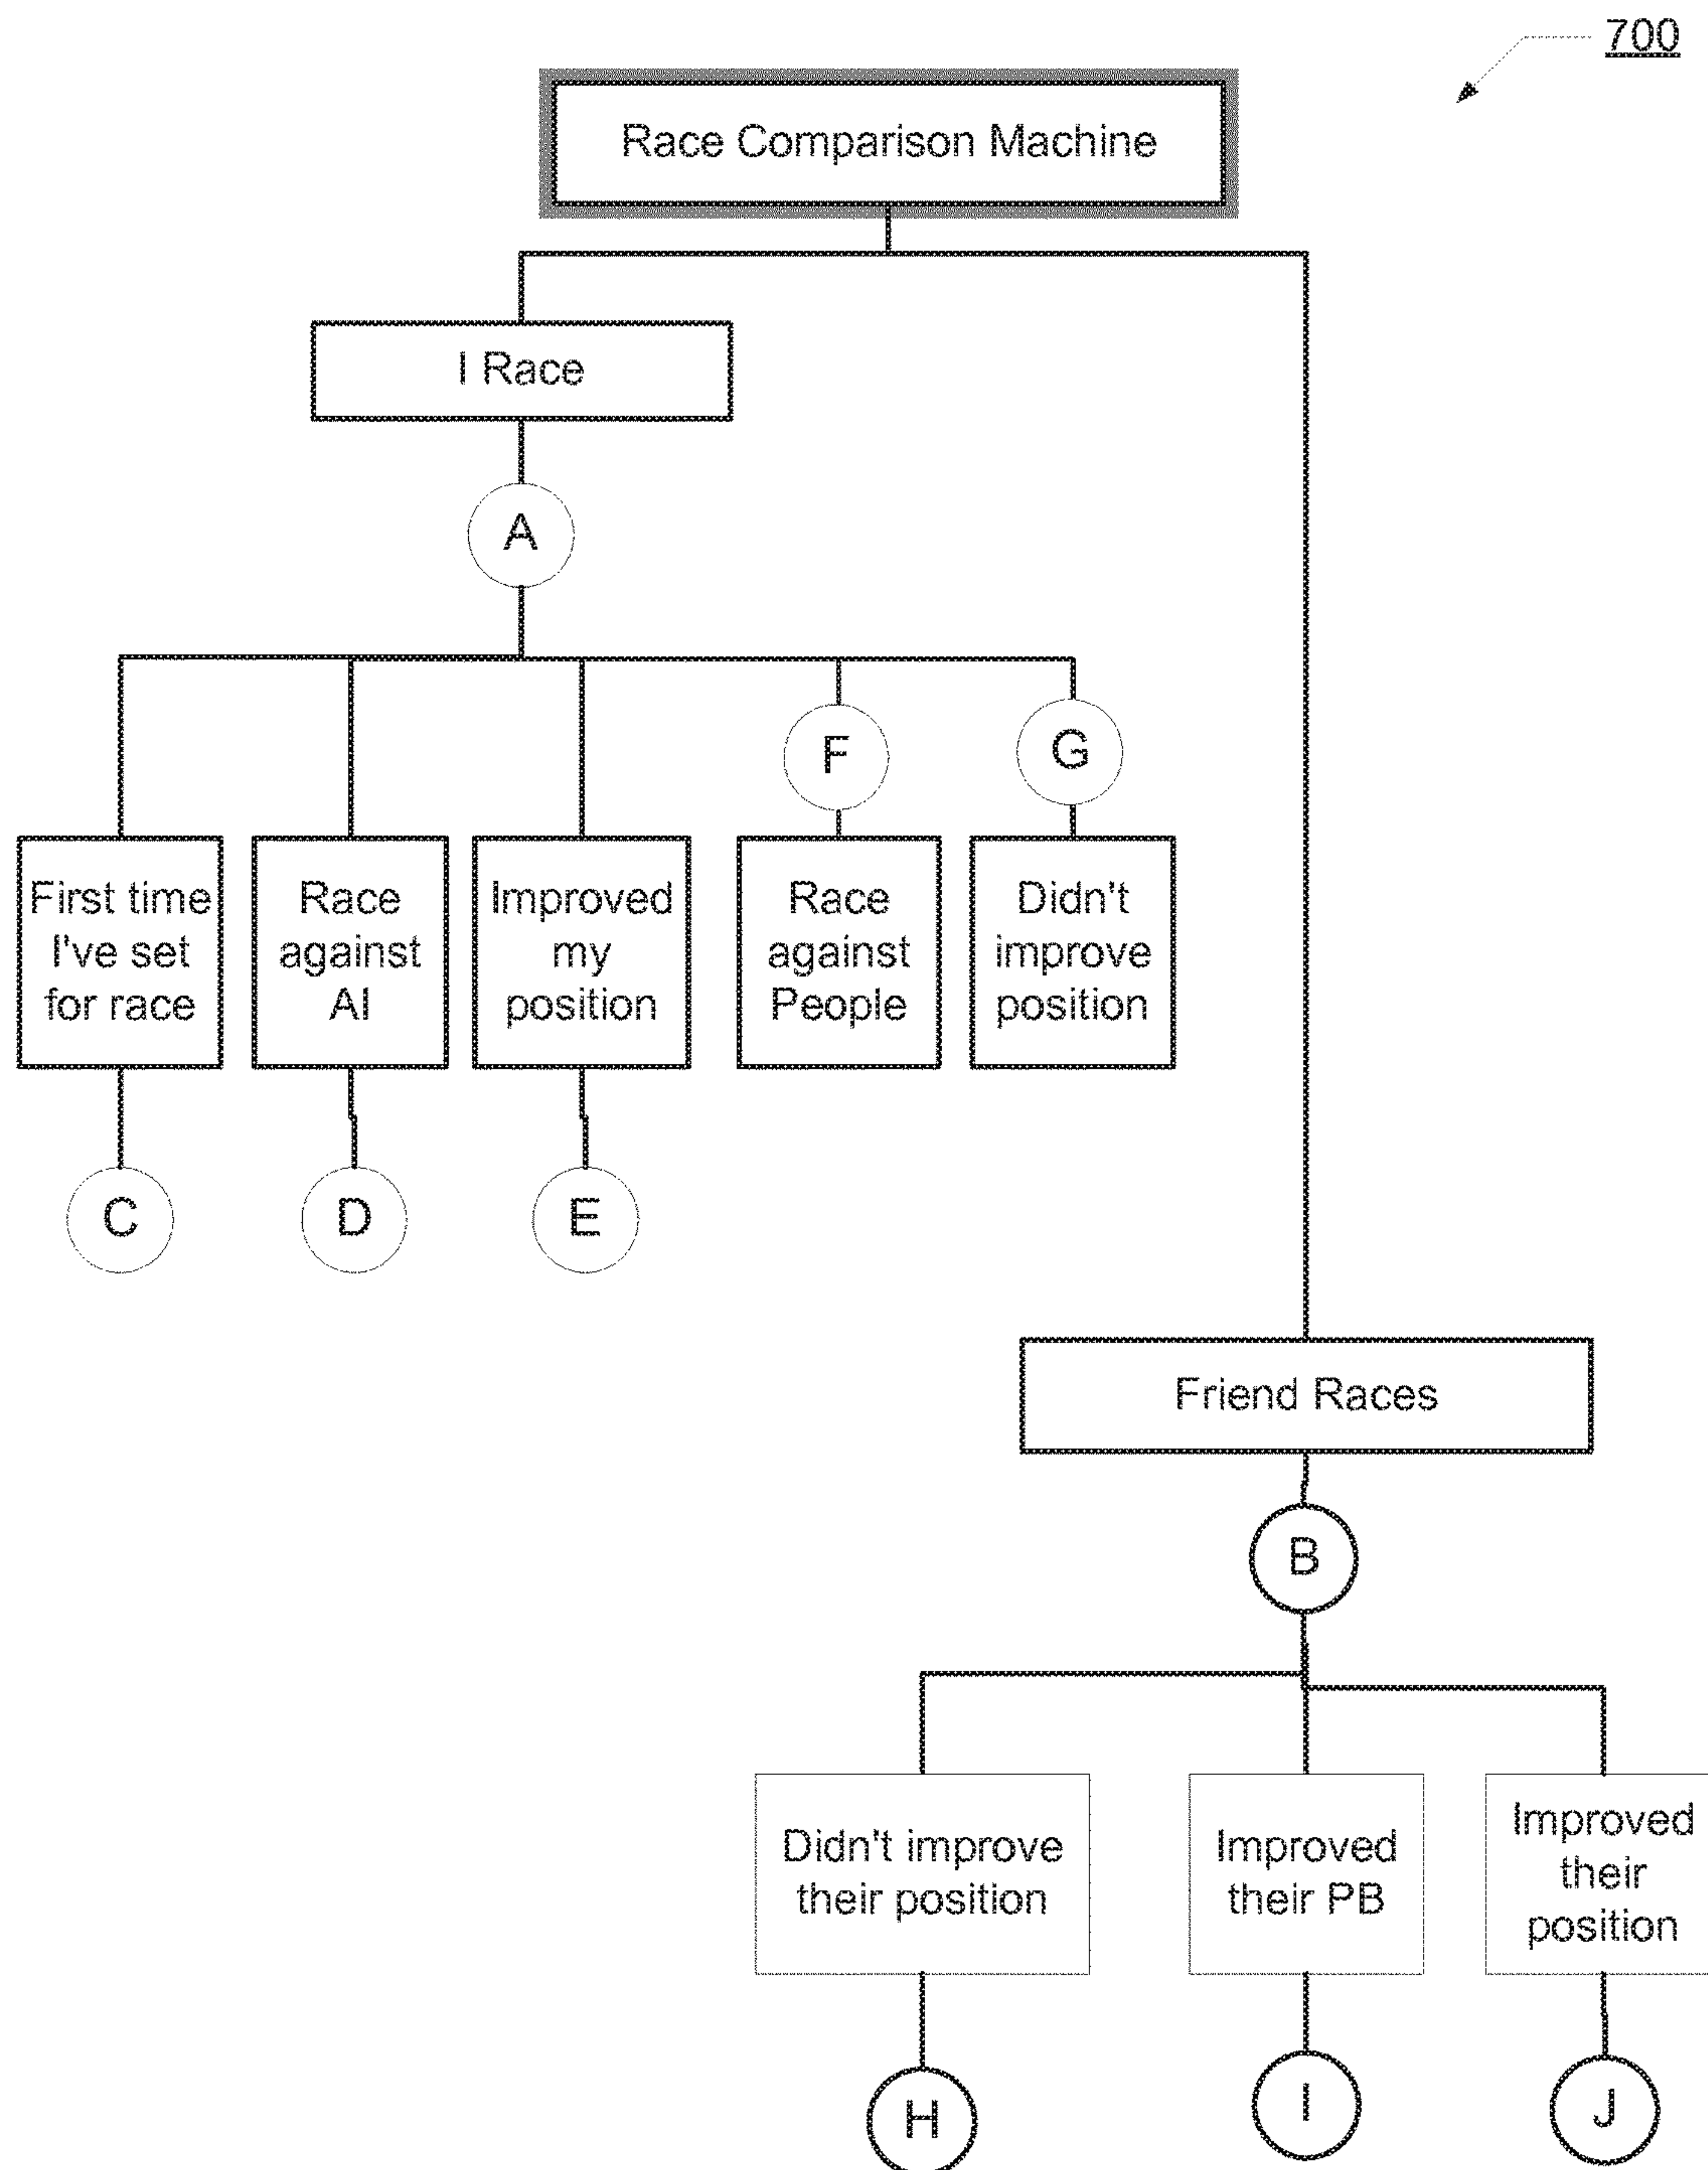 700
Race Comparison Machine
I Race
A
F
G
First time
I've set
for race
Race
against
AI
Improved
my
position
Race
against
People
Didn't
improve
position
C
D
E
Friend Races
B
Didn't improve
their position
Improved
their PB
Improved
their
position
H
I
J